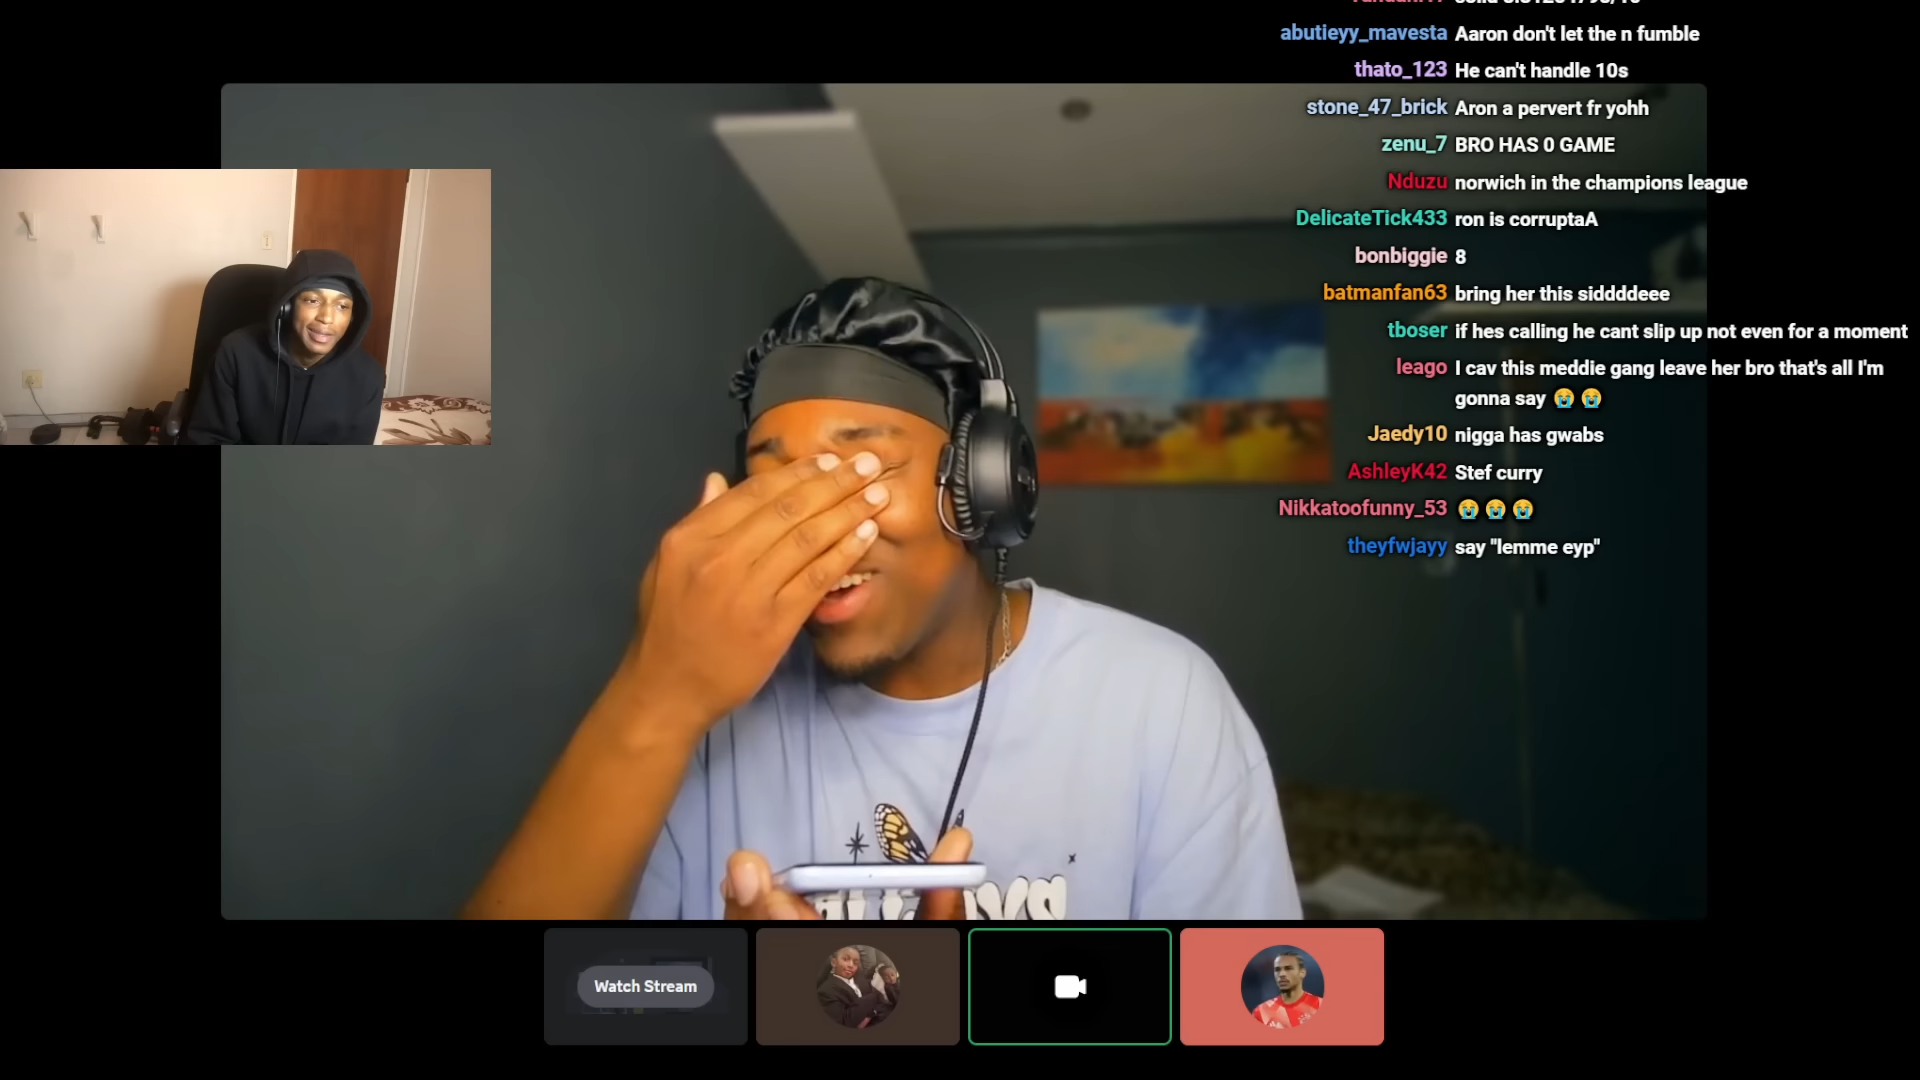 abutieyy_mavesta Aaron don't let the n fumble
thato_123 He can't handle 10s
stone_47_brick Aron a pervert fr yohh
zenu_7 BRO HAS 0 GAME
Nduzu norwich in the champions league
DelicateTick433 ron is corruptaA
bonbiggie 8
batmanfan63 bring her this siddddeee
tboser if hes calling he cant slip up not even for a moment
leago I cav this meddie gang leave her bro that's all I'm
gonna say 😭 😭
Jaedy10 nigga has gwabs
AshleyK42 Stef curry
Nikkatoofunny_53 😭 😭 😭
theyfwjayy say "lemme eyp"
Watch Stream